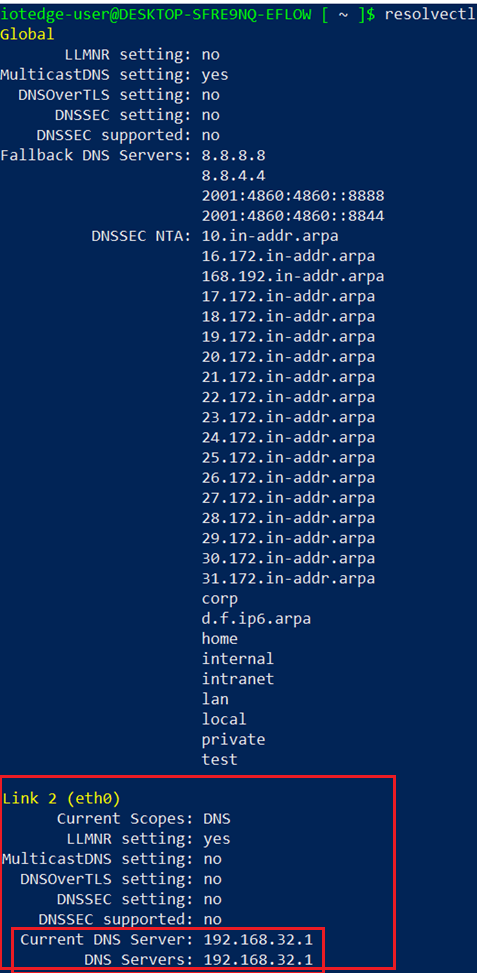 iotedge-user@DESKTOP-SFRE9NQ-EFLOW [ ~ ]$ resolvectl
Global
LLMNR setting: no
MulticastDNS setting: yes
DNSOverTLS setting: no
DNSSEC setting: no
DNSSEC supported: no
Fallback DNS Servers: 8.8.8.8
8.8.4.4
2001:4860:4860::8888
2001:4860:4860::8844
DNSSEC NTA: 10.in-addr.arpa
16.172.in-addr.arpa
168.192.in-addr.arpa
17.172.in-addr.arpa
18.172.in-addr.arpa
19.172.in-addr.arpa
20.172.in-addr.arpa
21.172.in-addr.arpa
22.172.in-addr.arpa
23.172.in-addr.arpa
24.172.in-addr.arpa
25.172.in-addr.arpa
26.172.in-addr.arpa
27.172.in-addr.arpa
28.172.in-addr.arpa
29.172.in-addr.arpa
30.172.in-addr.arpa
31.172.in-addr.arpa
corp
d.f.ip6.arpa
home
internal
intranet
lan
local
private
test
Link 2 (eth0)
Current Scopes: DNS
LLMNR setting: yes
MulticastDNS setting: no
DNSOverTLS setting: no
DNSSEC setting: no
DNSSEC supported: no
Current DNS Server: 192.168.32.1
DNS Servers: 192.168.32.1